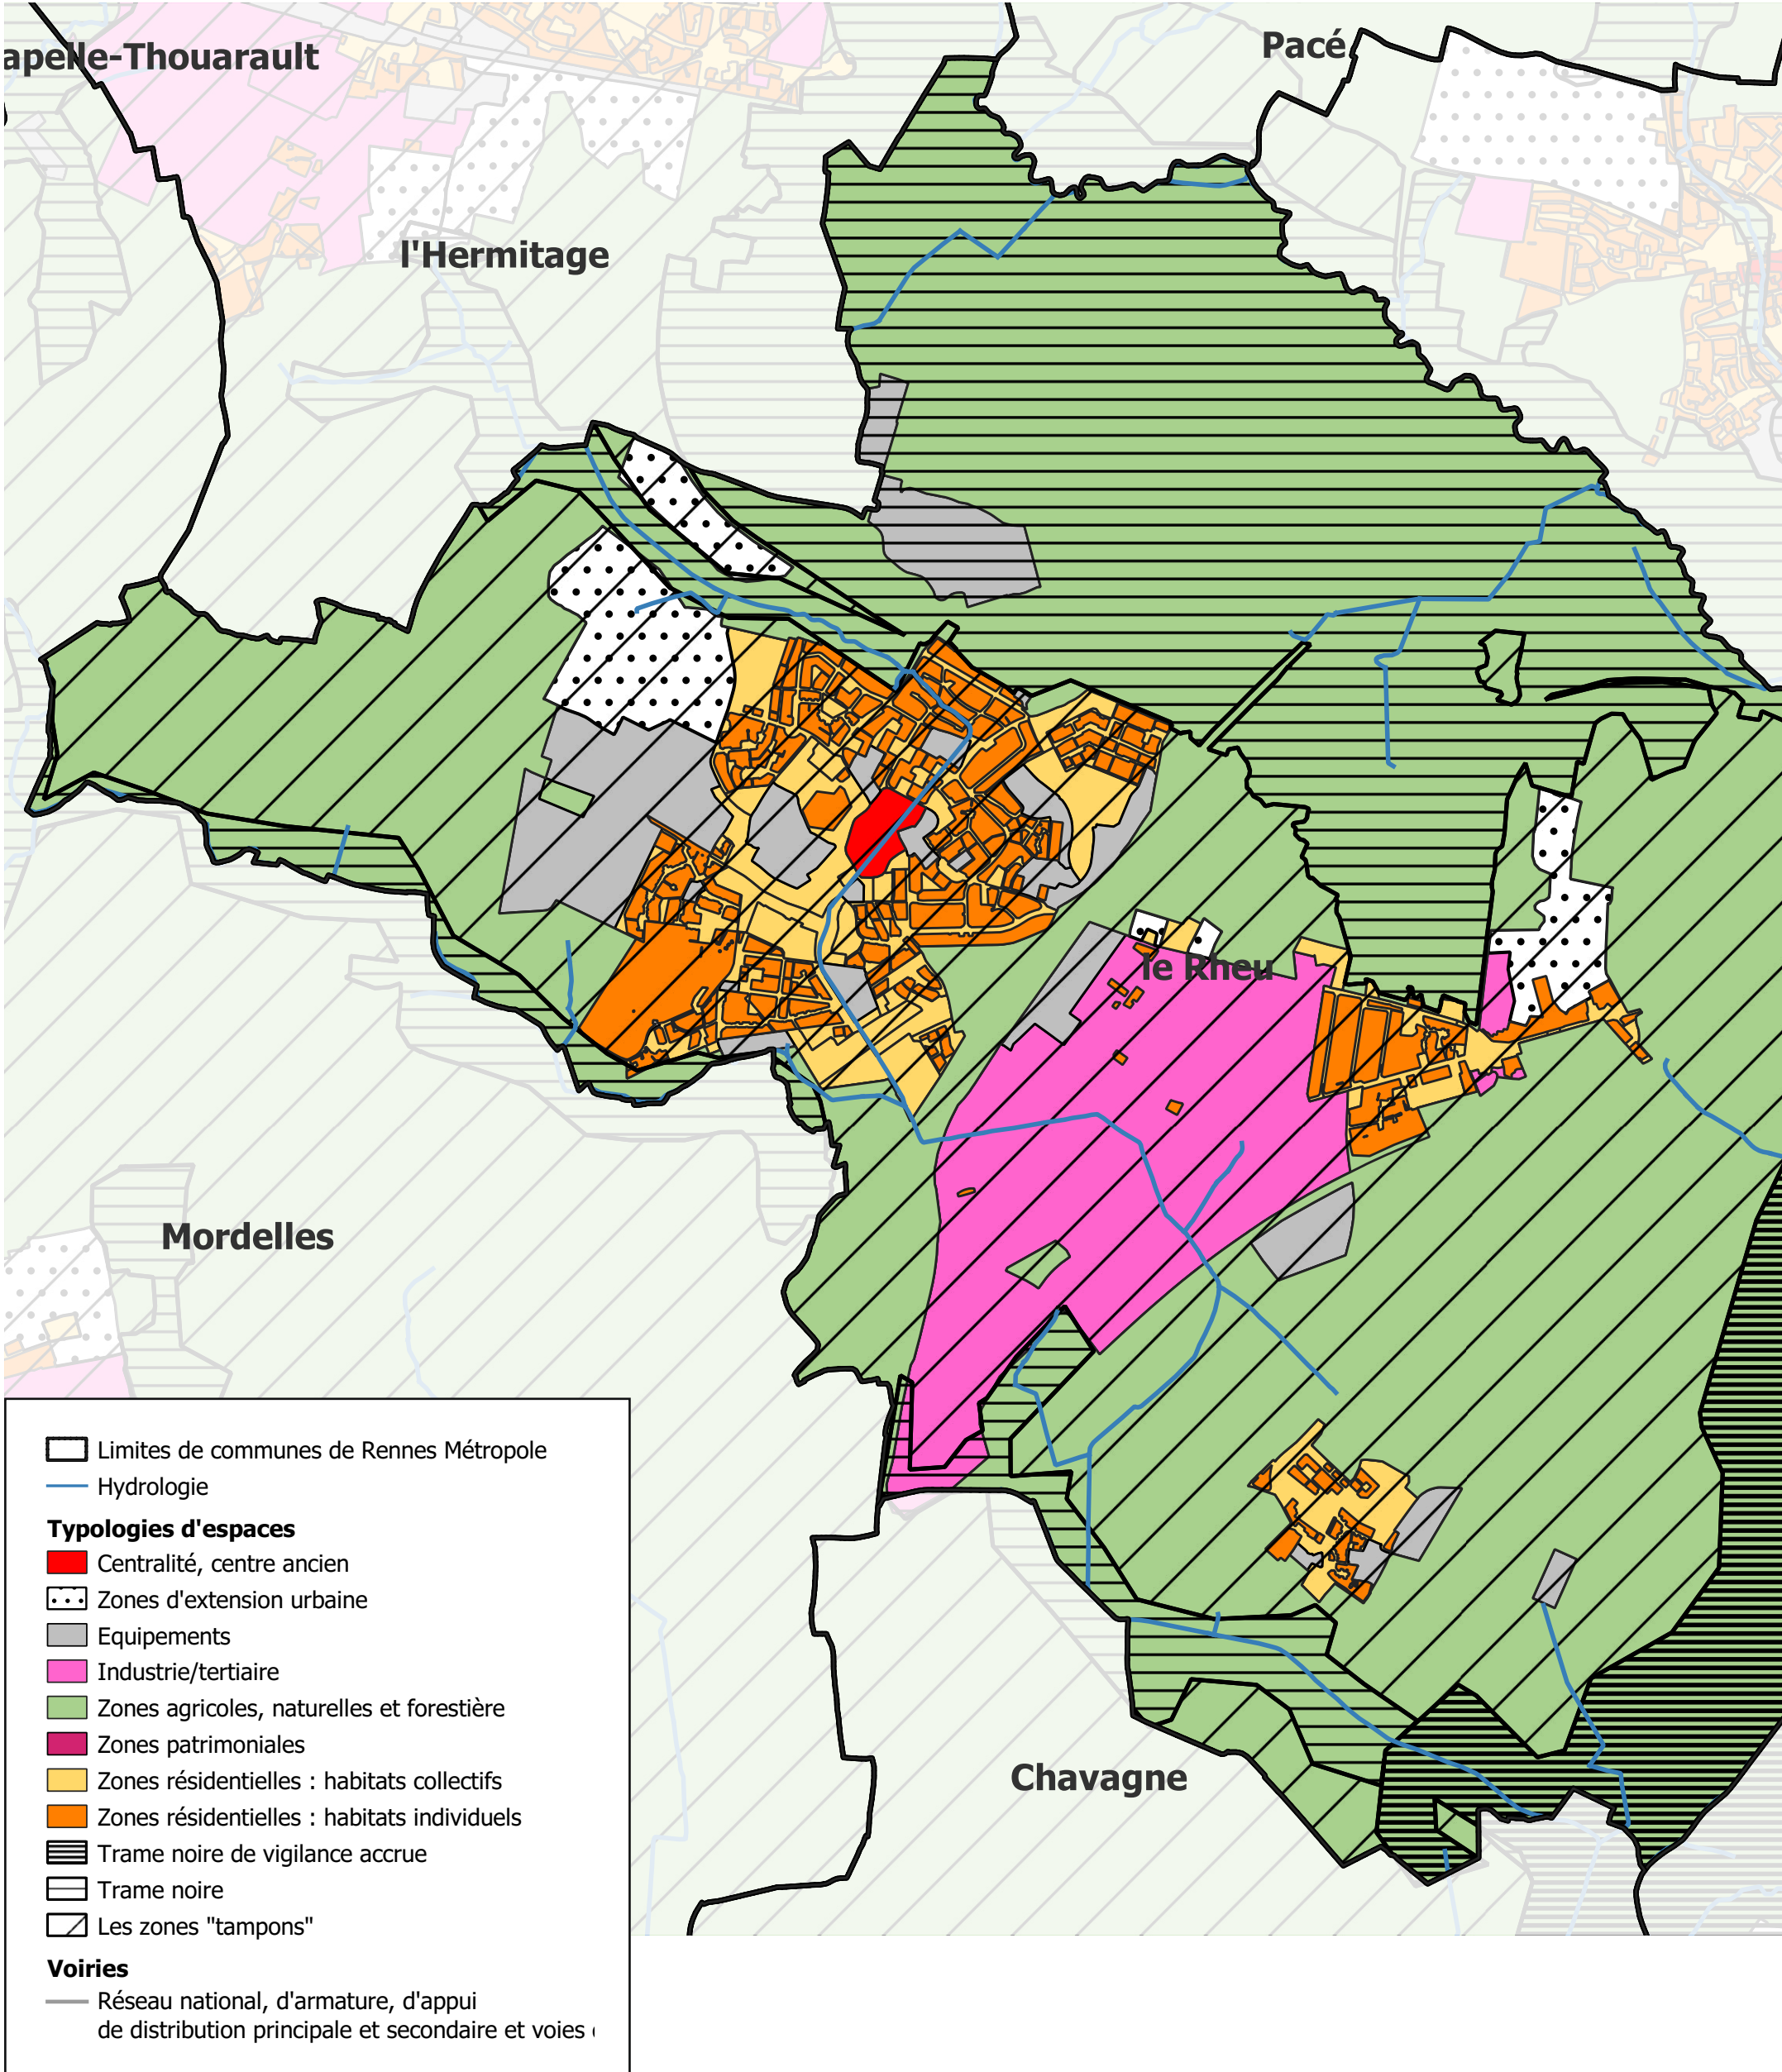 apelle-Thouarault
Pacé
l'Hermitage
le Rheu
Mordelles
Chavagne
Limites de communes de Rennes Métropole
Hydrologie
Typologies d'espaces
Centralité, centre ancien
Zones d'extension urbaine
Equipements
Industrie/tertiaire
Zones agricoles, naturelles et forestière
Zones patrimoniales
Zones résidentielles : habitats collectifs
Zones résidentielles : habitats individuels
Trame noire de vigilance accrue
Trame noire
Les zones "tampons"
Voiries
Réseau national, d'armature, d'appui
de distribution principale et secondaire et voies